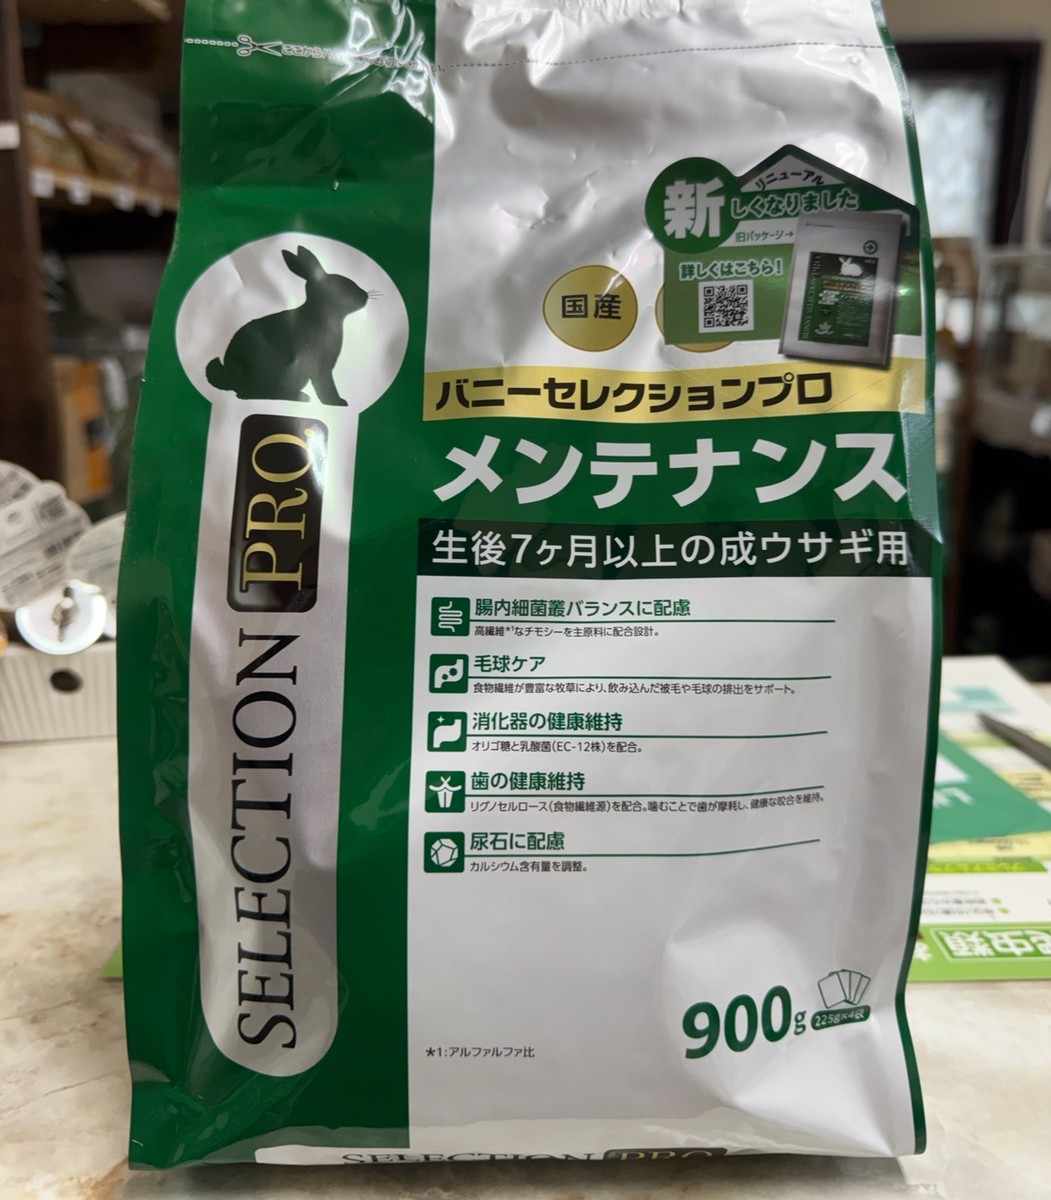 ここから
新
リニューアル
しくなりました
旧パッケージ→
詳しくはこちら!
国産
バニーセレクションプロ
メンテナンス
生後7ヶ月以上の成ウサギ用
SELECTION PRO
腸内細菌叢バランスに配慮
高繊維*1なチモシーを主原料に配合設計。
毛球ケア
食物繊維が豊富な牧草により、飲み込んだ被毛や毛球の排出をサポート。
消化器の健康維持
オリゴ糖と乳酸菌(EC-12株)を配合。
歯の健康維持
リグノセルロース(食物繊維源)を配合。噛むことで歯が摩耗し、健康な咬合を維持。
尿石に配慮
カルシウム含有量を調整。
900g
225g×4袋
*1:アルファルファ比
SELECTION PRO
爬虫類